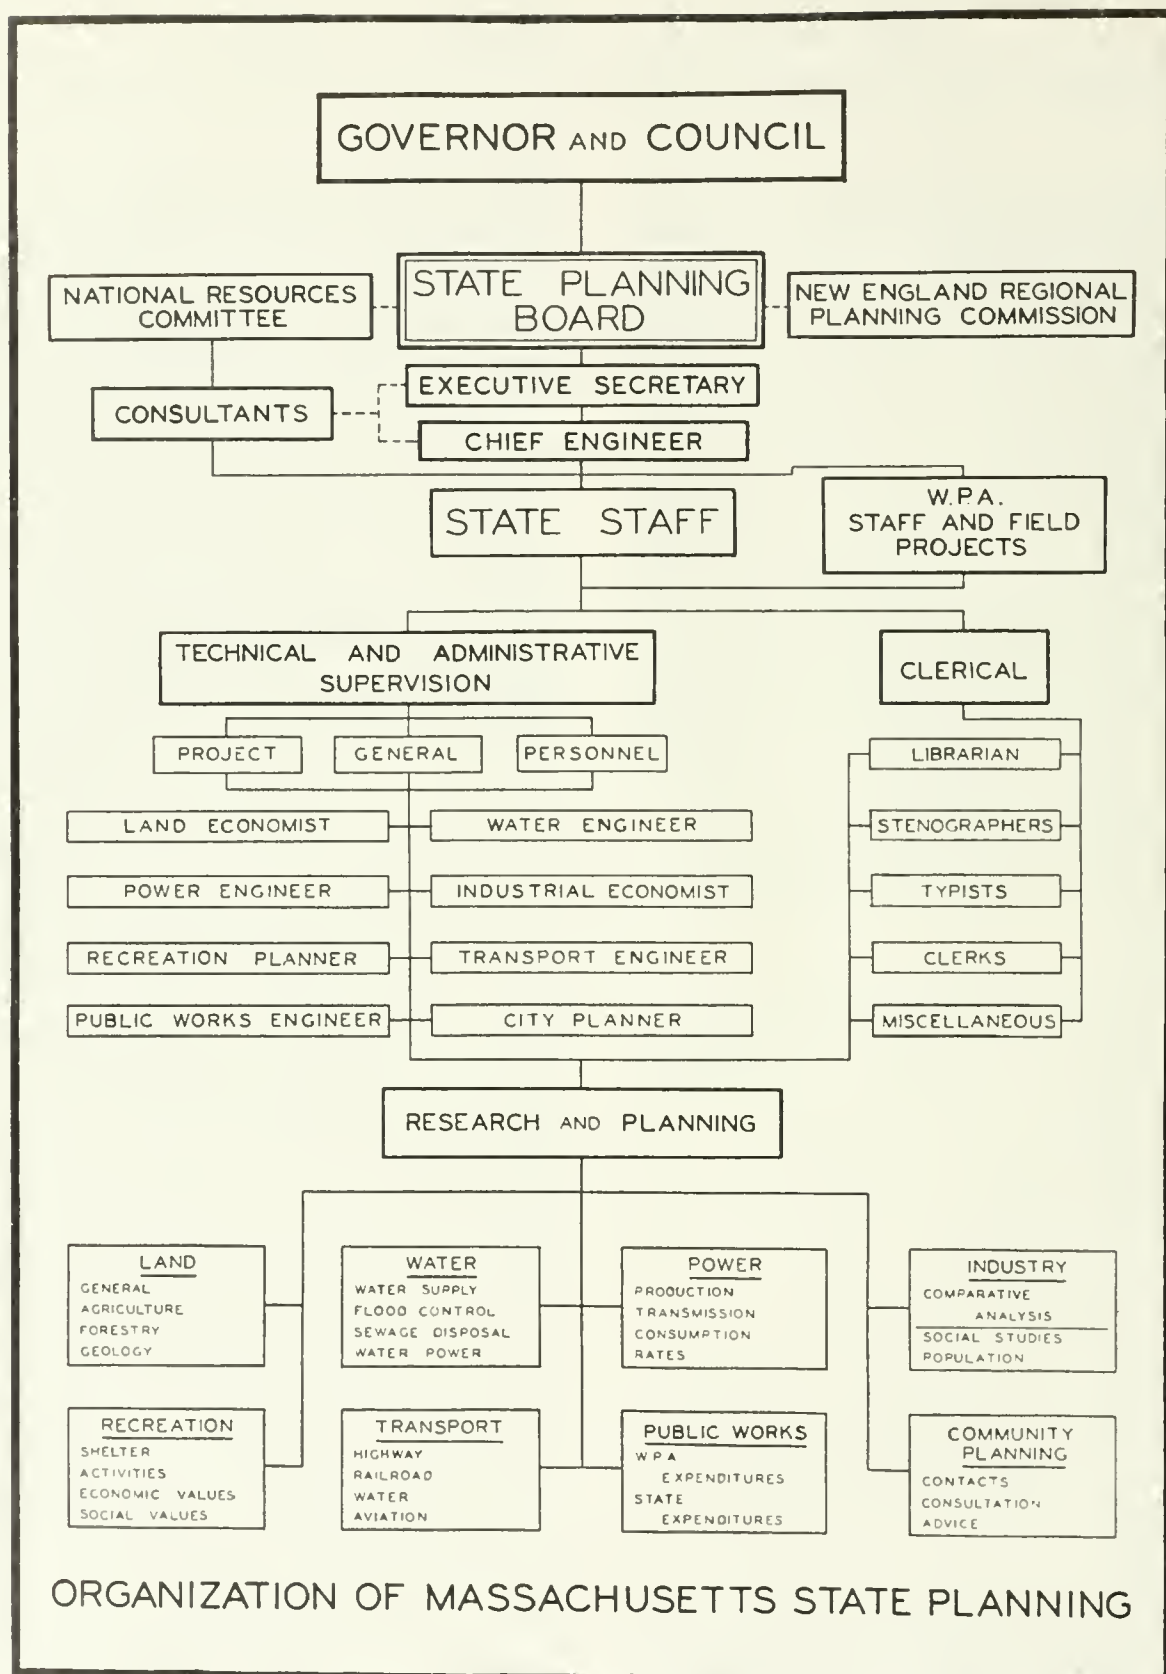 GOVERNOR AND COUNCIL
NATIONAL RESOURCES
COMMITTEE
STATE PLANNING
BOARD
NEW ENGLAND REGIONAL
PLANNING COMMISSION
CONSULTANTS
EXECUTIVE SECRETARY
CHIEF ENGINEER
STATE STAFF
W.P.A.
STAFF AND FIELD
PROJECTS
TECHNICAL AND ADMINISTRATIVE
SUPERVISION
CLERICAL
PROJECT
GENERAL
PERSONNEL
LAND ECONOMIST
WATER ENGINEER
POWER ENGINEER
INDUSTRIAL ECONOMIST
RECREATION PLANNER
TRANSPORT ENGINEER
PUBLIC WORKS ENGINEER
CITY PLANNER
LIBRARIAN
STENOGRAPHERS
TYPISTS
CLERKS
MISCELLANEOUS
RESEARCH AND PLANNING
LAND
GENERAL
AGRICULTURE
FORESTRY
GEOLOGY
WATER
WATER SUPPLY
FLOOD CONTROL
SEWAGE DISPOSAL
WATER POWER
POWER
PRODUCTION
TRANSMISSION
CONSUMPTION
RATES
INDUSTRY
COMPARATIVE
ANALYSIS
SOCIAL STUDIES
POPULATION
RECREATION
SHELTER
ACTIVITIES
ECONOMIC VALUES
SOCIAL VALUES
TRANSPORT
HIGHWAY
RAILROAD
WATER
AVIATION
PUBLIC WORKS
WPA
EXPENDITURES
STATE
EXPENDITURES
COMMUNITY
PLANNING
CONTACTS
CONSULTATION
ADVICE
ORGANIZATION OF MASSACHUSETTS STATE PLANNING